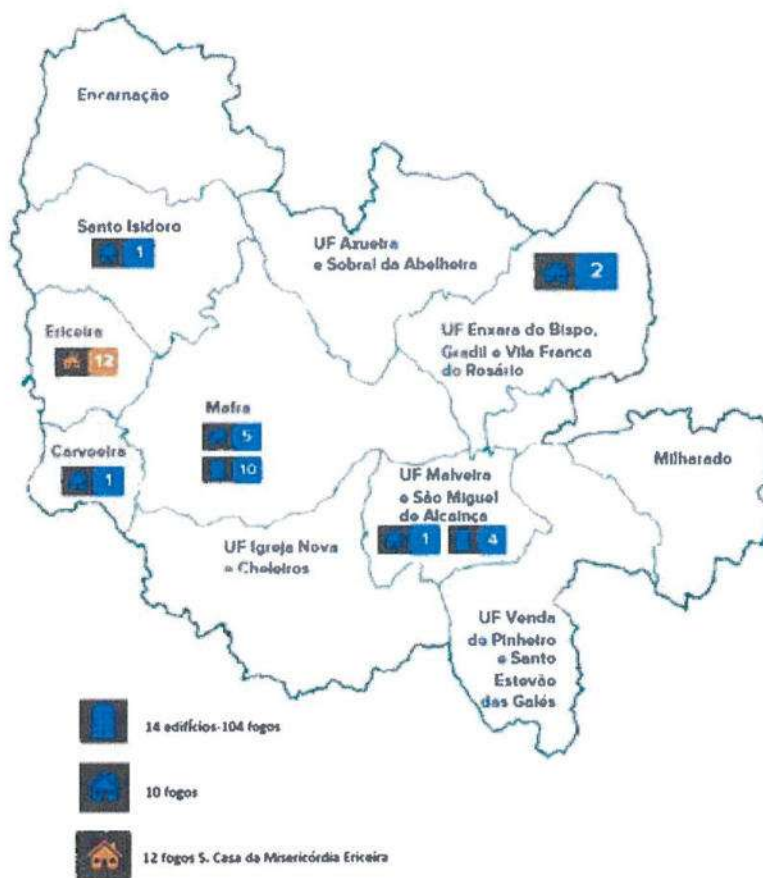 Encarnação
Santo Isidoro
1
UF Azueira
e Sobral da Abelheira
2
Ericeira
12
UF Enxara do Bispo,
Gradil e Vila Franca
do Rosário
Mafra
5
10
Carvoeira
1
Milharado
UF Malveira
e São Miguel
de Alcainça
1
4
UF Igreja Nova
e Cheleiros
UF Venda
do Pinheiro
e Santo
Estevão
das Galés
14 edifícios-104 fogos
10 fogos
12 fogos S. Casa da Misericórdia Ericeira